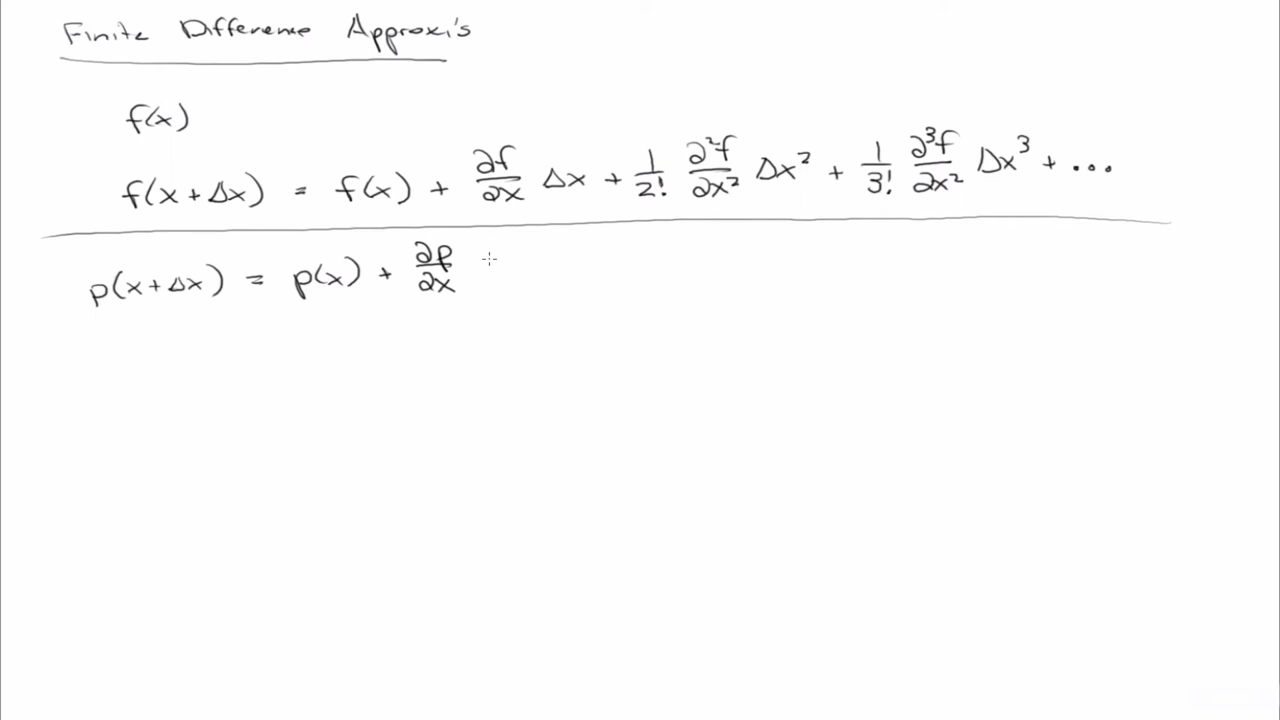 Finite Difference Approxi's
f(x)
f(x + Δx) = f(x) + ∂f/∂x Δx + 1/2! ∂²f/∂x² Δx² + 1/3! ∂³f/∂x² Δx³ + ...
p(x + Δx) = p(x) + ∂p/∂x